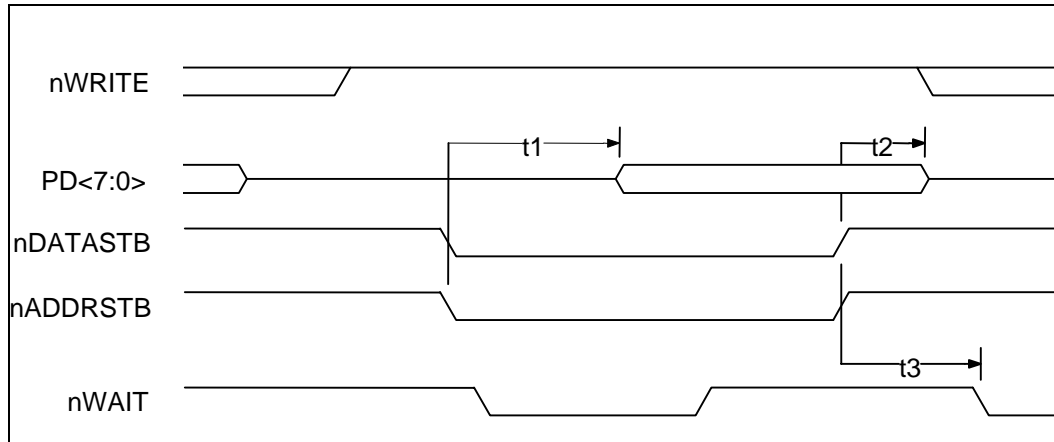 nWRITE
t1
t2
PD<7:0>
nDATASTB
nADDRSTB
t3
nWAIT